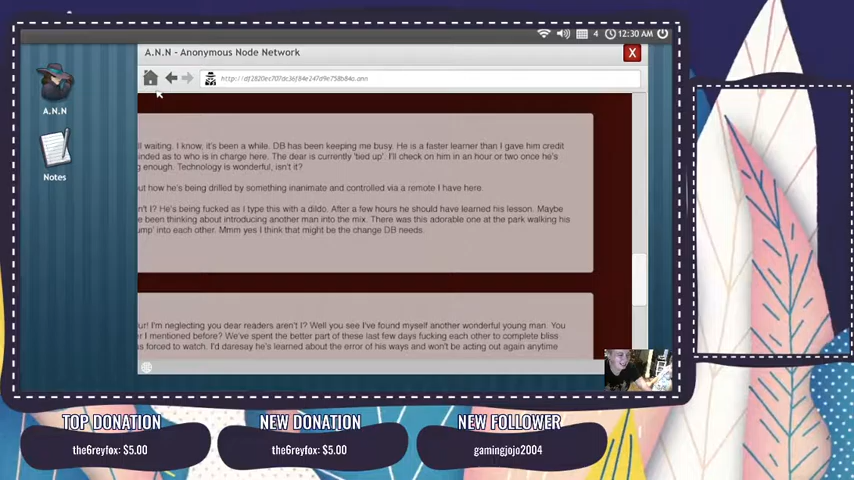 4 12:30 AM
A.N.N - Anonymous Node Network
X
A.N.N
Notes
ll waiting. I know, it's been a while. DB has been keeping me busy. He is a faster learner than I gave him credit
nded as to who is in charge here. The dear is currently 'tied up'. I'll check on him in an hour or two once he's
g enough. Technology is wonderful, isn't it?
ut how he's being drilled by something inanimate and controlled via a remote I have here.
n't I? He's being fucked as I type this with a dildo. After a few hours he should have learned his lesson. Maybe
e been thinking about introducing another man into the mix. There was this adorable one at the park walking his
ump' into each other. Mmm yes I think that might be the change DB needs.
ur! I'm neglecting you dear readers aren't I? Well you see I've found myself another wonderful young man. You
r I mentioned before? We've spent the better part of these last few days fucking each other to complete bliss
s forced to watch. I'd daresay he's learned about the error of his ways and won't be acting out again anytime
TOP DONATION
the6reyfox: $5.00
NEW DONATION
the6reyfox: $5.00
NEW FOLLOWER
gamingjojo2004